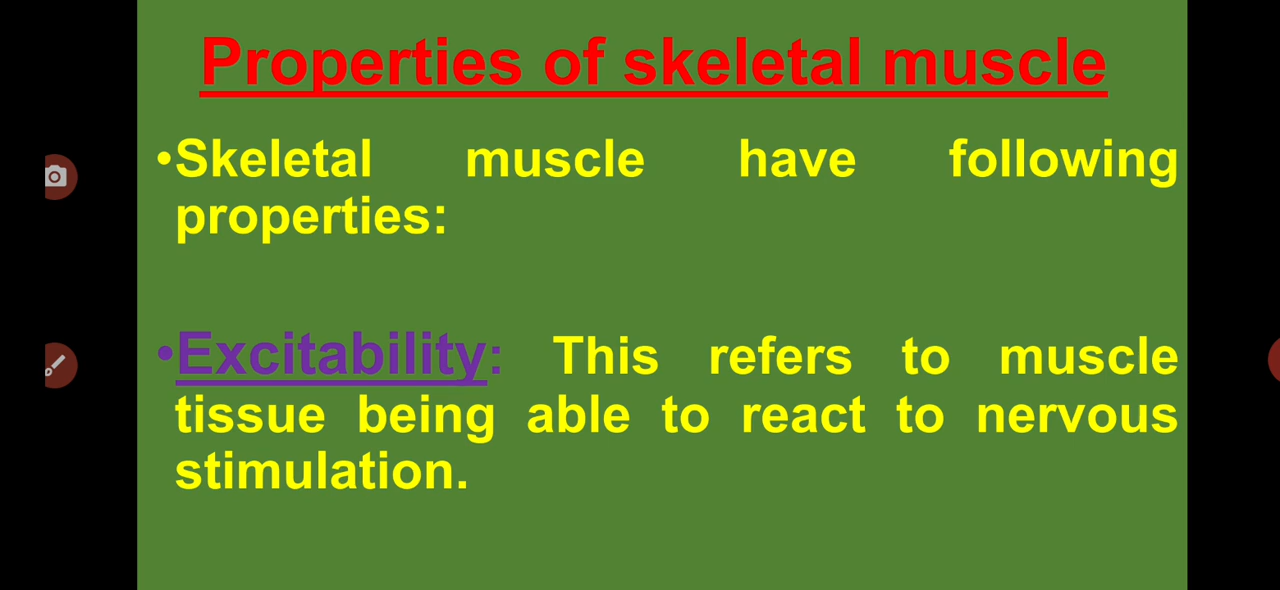 Properties of skeletal muscle
•Skeletal muscle have following
properties:
•Excitability: This refers to muscle
tissue being able to react to nervous
stimulation.